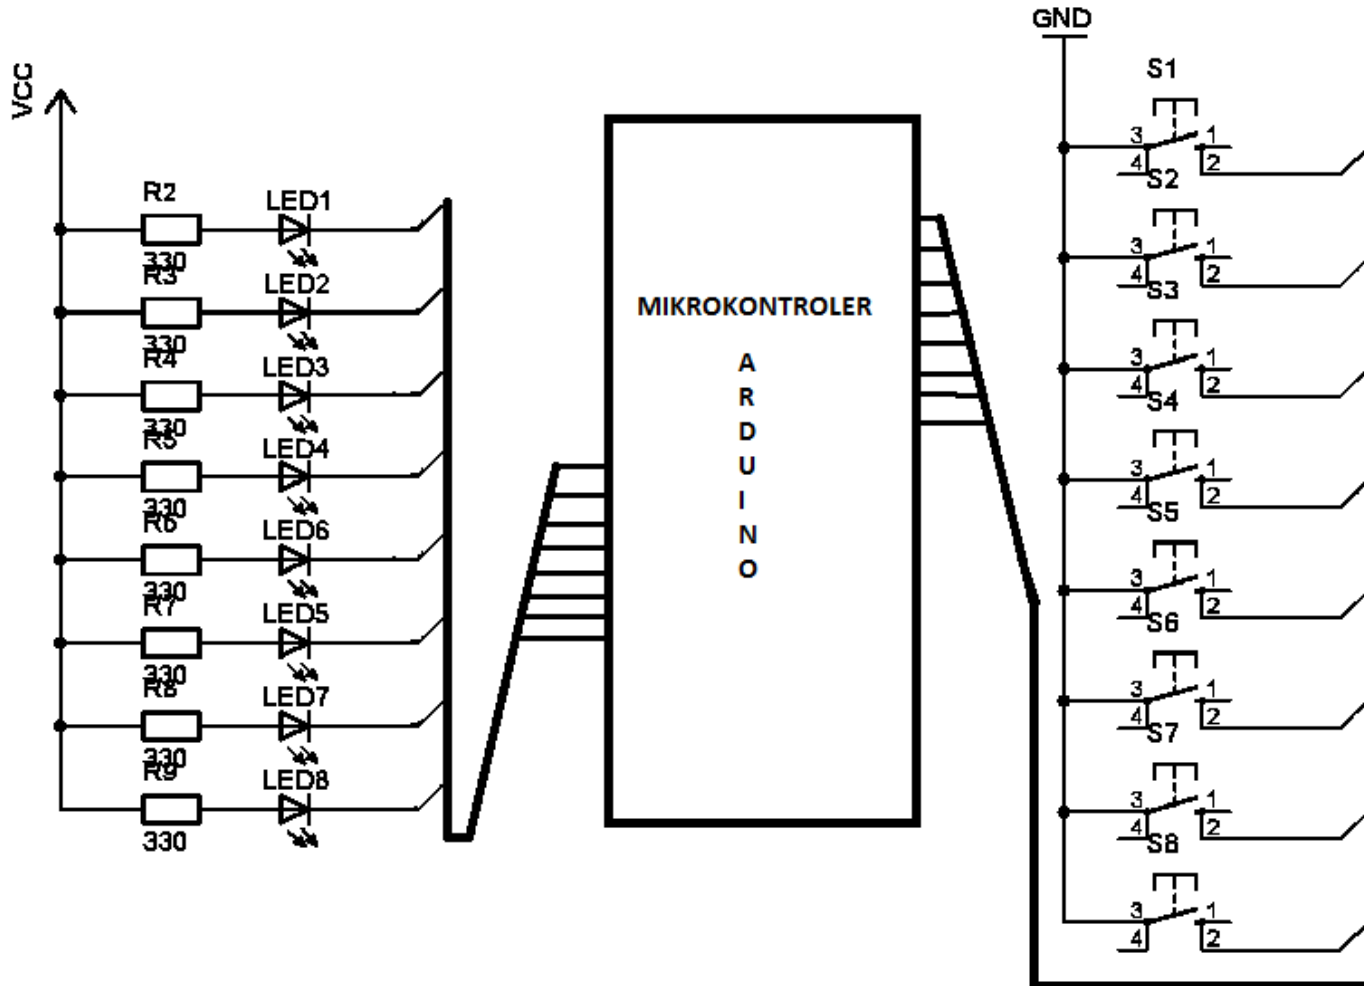 VCC
R2
330
LED1
R3
330
LED2
R4
330
LED3
R5
330
LED4
R6
330
LED6
R7
330
LED5
R8
330
LED7
R9
330
LED8
MIKROKONTROLER
A
R
D
U
I
N
O
GND
S1
3 1
4 2
S2
3 1
4 2
S3
3 1
4 2
S4
3 1
4 2
S5
3 1
4 2
S6
3 1
4 2
S7
3 1
4 2
S8
3 1
4 2